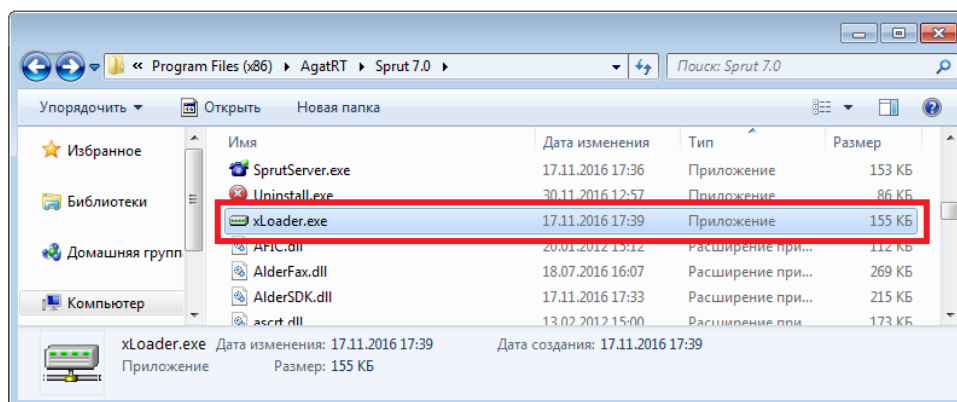 « Program Files (x86) ▸ AgatRT ▸ Sprut 7.0 ▸ Поиск: Sprut 7.0
Упорядочить ▼ Открыть Новая папка
Избранное
Библиотеки
Домашняя групп
Компьютер
Имя Дата изменения Тип Размер
SprutServer.exe 17.11.2016 17:36 Приложение 153 КБ
Uninstall.exe 30.11.2016 12:57 Приложение 86 КБ
xLoader.exe 17.11.2016 17:39 Приложение 155 КБ
AFIC.dll 20.01.2012 15:12 Расширение при... 112 КБ
AlderFax.dll 18.07.2016 16:07 Расширение при... 269 КБ
AlderSDK.dll 17.11.2016 17:33 Расширение при... 215 КБ
ascrt.dll 13.02.2012 15:00 Расширение при... 173 КБ
xLoader.exe Дата изменения: 17.11.2016 17:39 Дата создания: 17.11.2016 17:39
Приложение Размер: 155 КБ